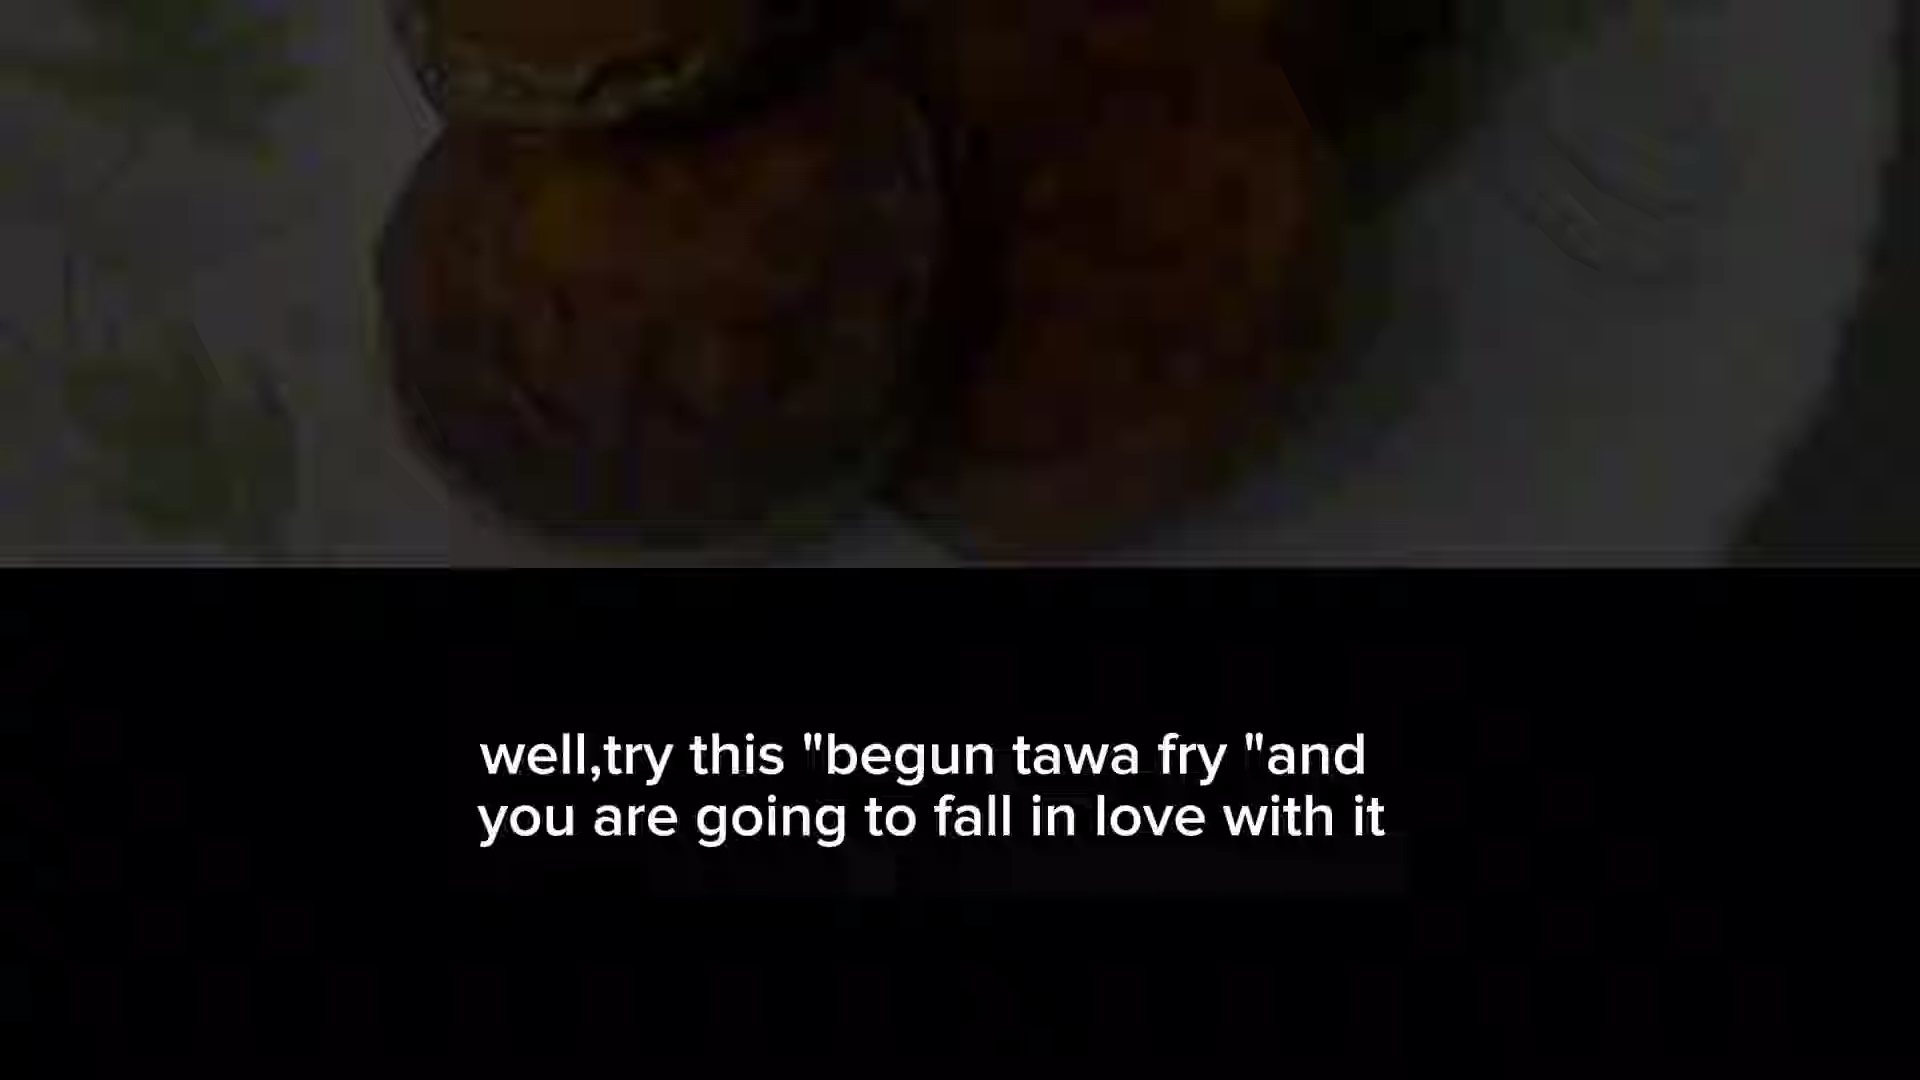 well,try this "begun tawa fry "and
you are going to fall in love with it